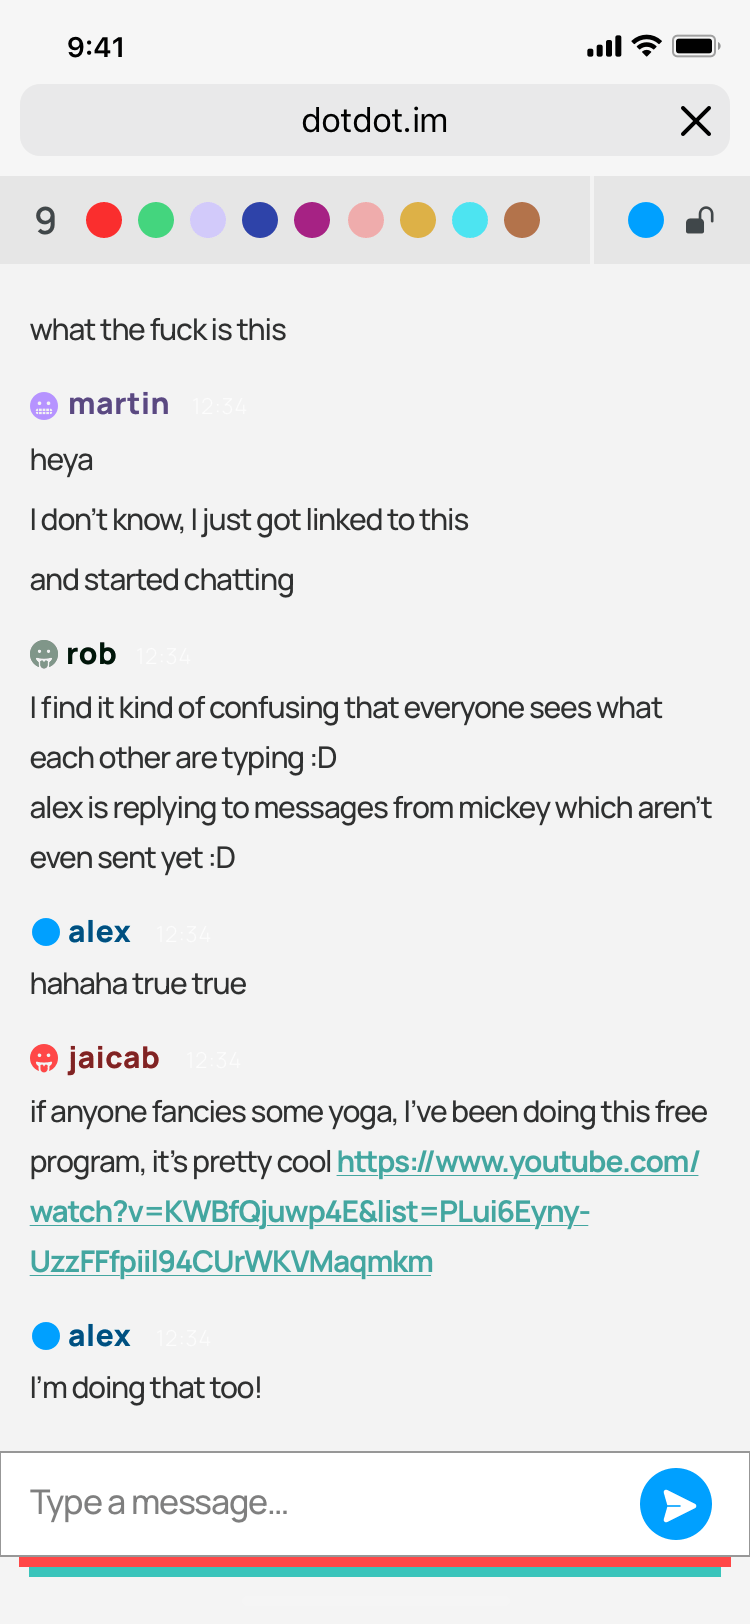 9:41
dotdot.im
9
what the fuck is this
martin 12:34
heya
I don’t know, I just got linked to this
and started chatting
rob 12:34
I find it kind of confusing that everyone sees what
each other are typing :D
alex is replying to messages from mickey which aren’t
even sent yet :D
alex 12:34
hahaha true true
jaicab 12:34
if anyone fancies some yoga, I’ve been doing this free
program, it’s pretty cool https://www.youtube.com/
watch?v=KWBfQjuwp4E&list=PLui6Eyny-
UzzFFfpiil94CUrWKVMaqmkm
alex 12:34
I’m doing that too!
Type a message...